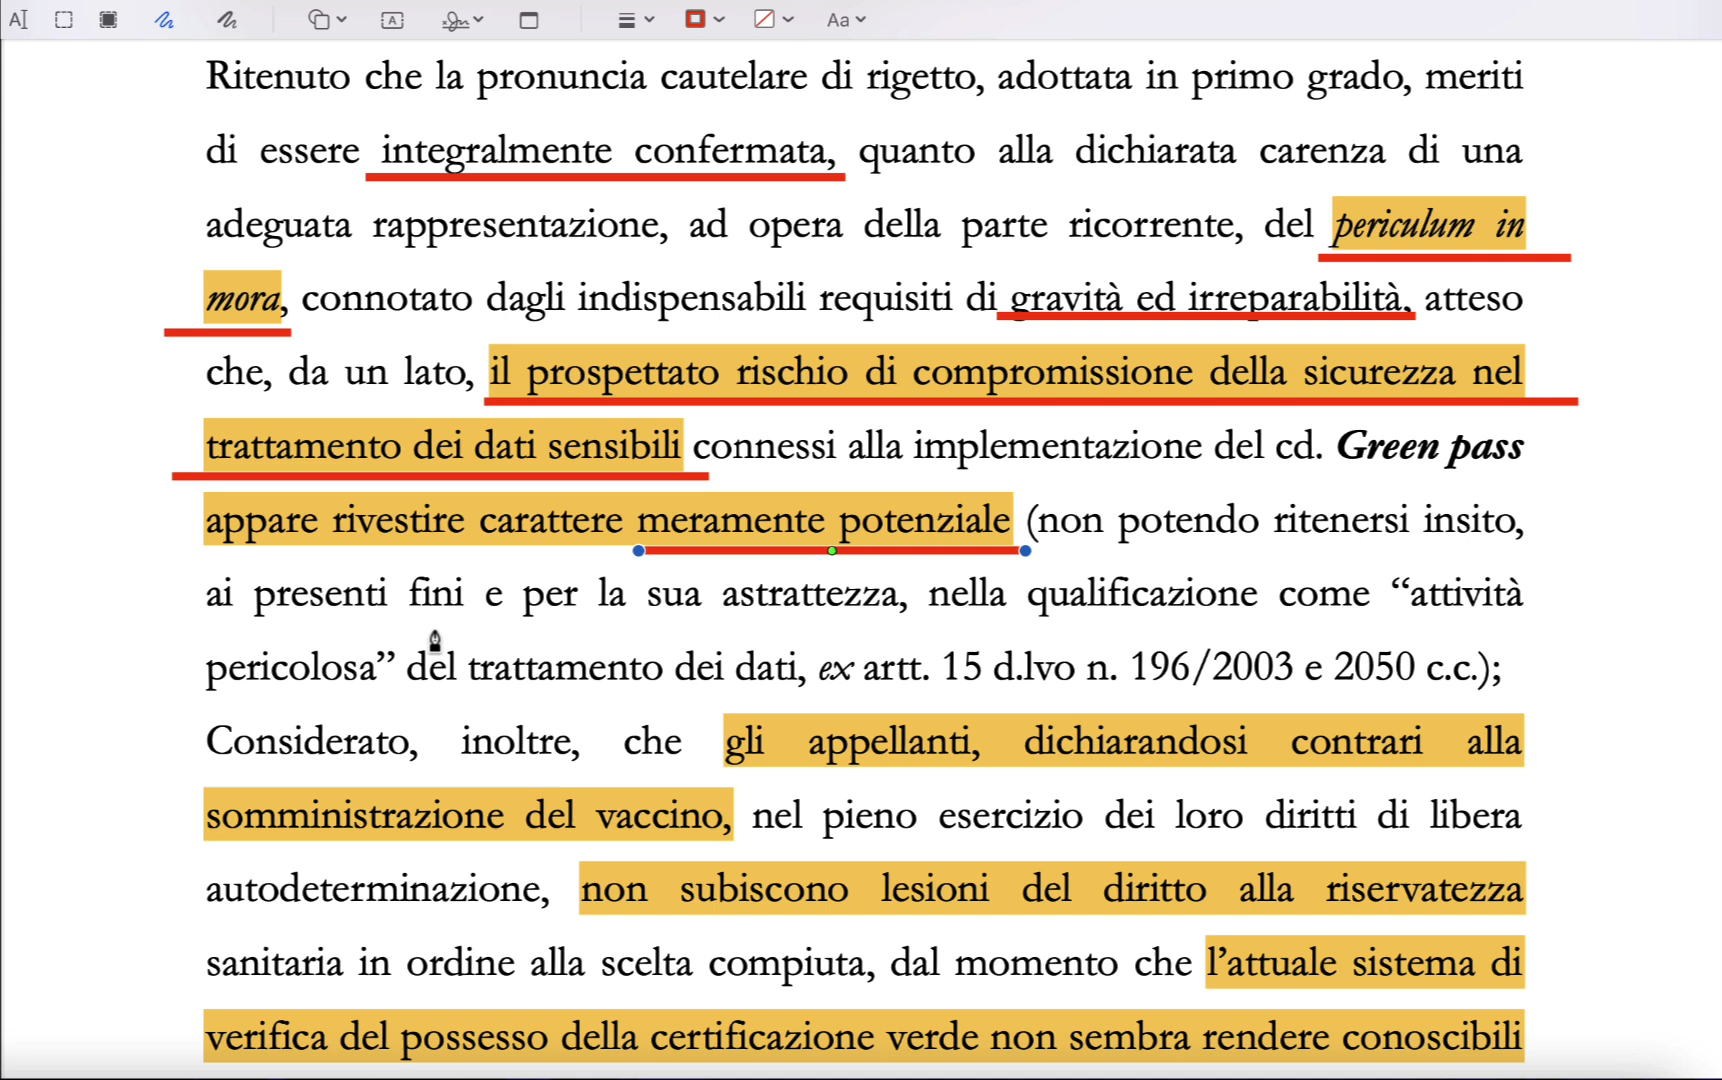 Aa
Ritenuto che la pronuncia cautelare di rigetto, adottata in primo grado, meriti
di essere integralmente confermata, quanto alla dichiarata carenza di una
adeguata rappresentazione, ad opera della parte ricorrente, del periculum in
mora, connotato dagli indispensabili requisiti di gravità ed irreparabilità, atteso
che, da un lato, il prospettato rischio di compromissione della sicurezza nel
trattamento dei dati sensibili connessi alla implementazione del cd. Green pass
appare rivestire carattere meramente potenziale (non potendo ritenersi insito,
ai presenti fini e per la sua astrattezza, nella qualificazione come “attività
pericolosa” del trattamento dei dati, ex artt. 15 d.lvo n. 196/2003 e 2050 c.c.);
Considerato, inoltre, che gli appellanti, dichiarandosi contrari alla
somministrazione del vaccino, nel pieno esercizio dei loro diritti di libera
autodeterminazione, non subiscono lesioni del diritto alla riservatezza
sanitaria in ordine alla scelta compiuta, dal momento che l’attuale sistema di
verifica del possesso della certificazione verde non sembra rendere conoscibili